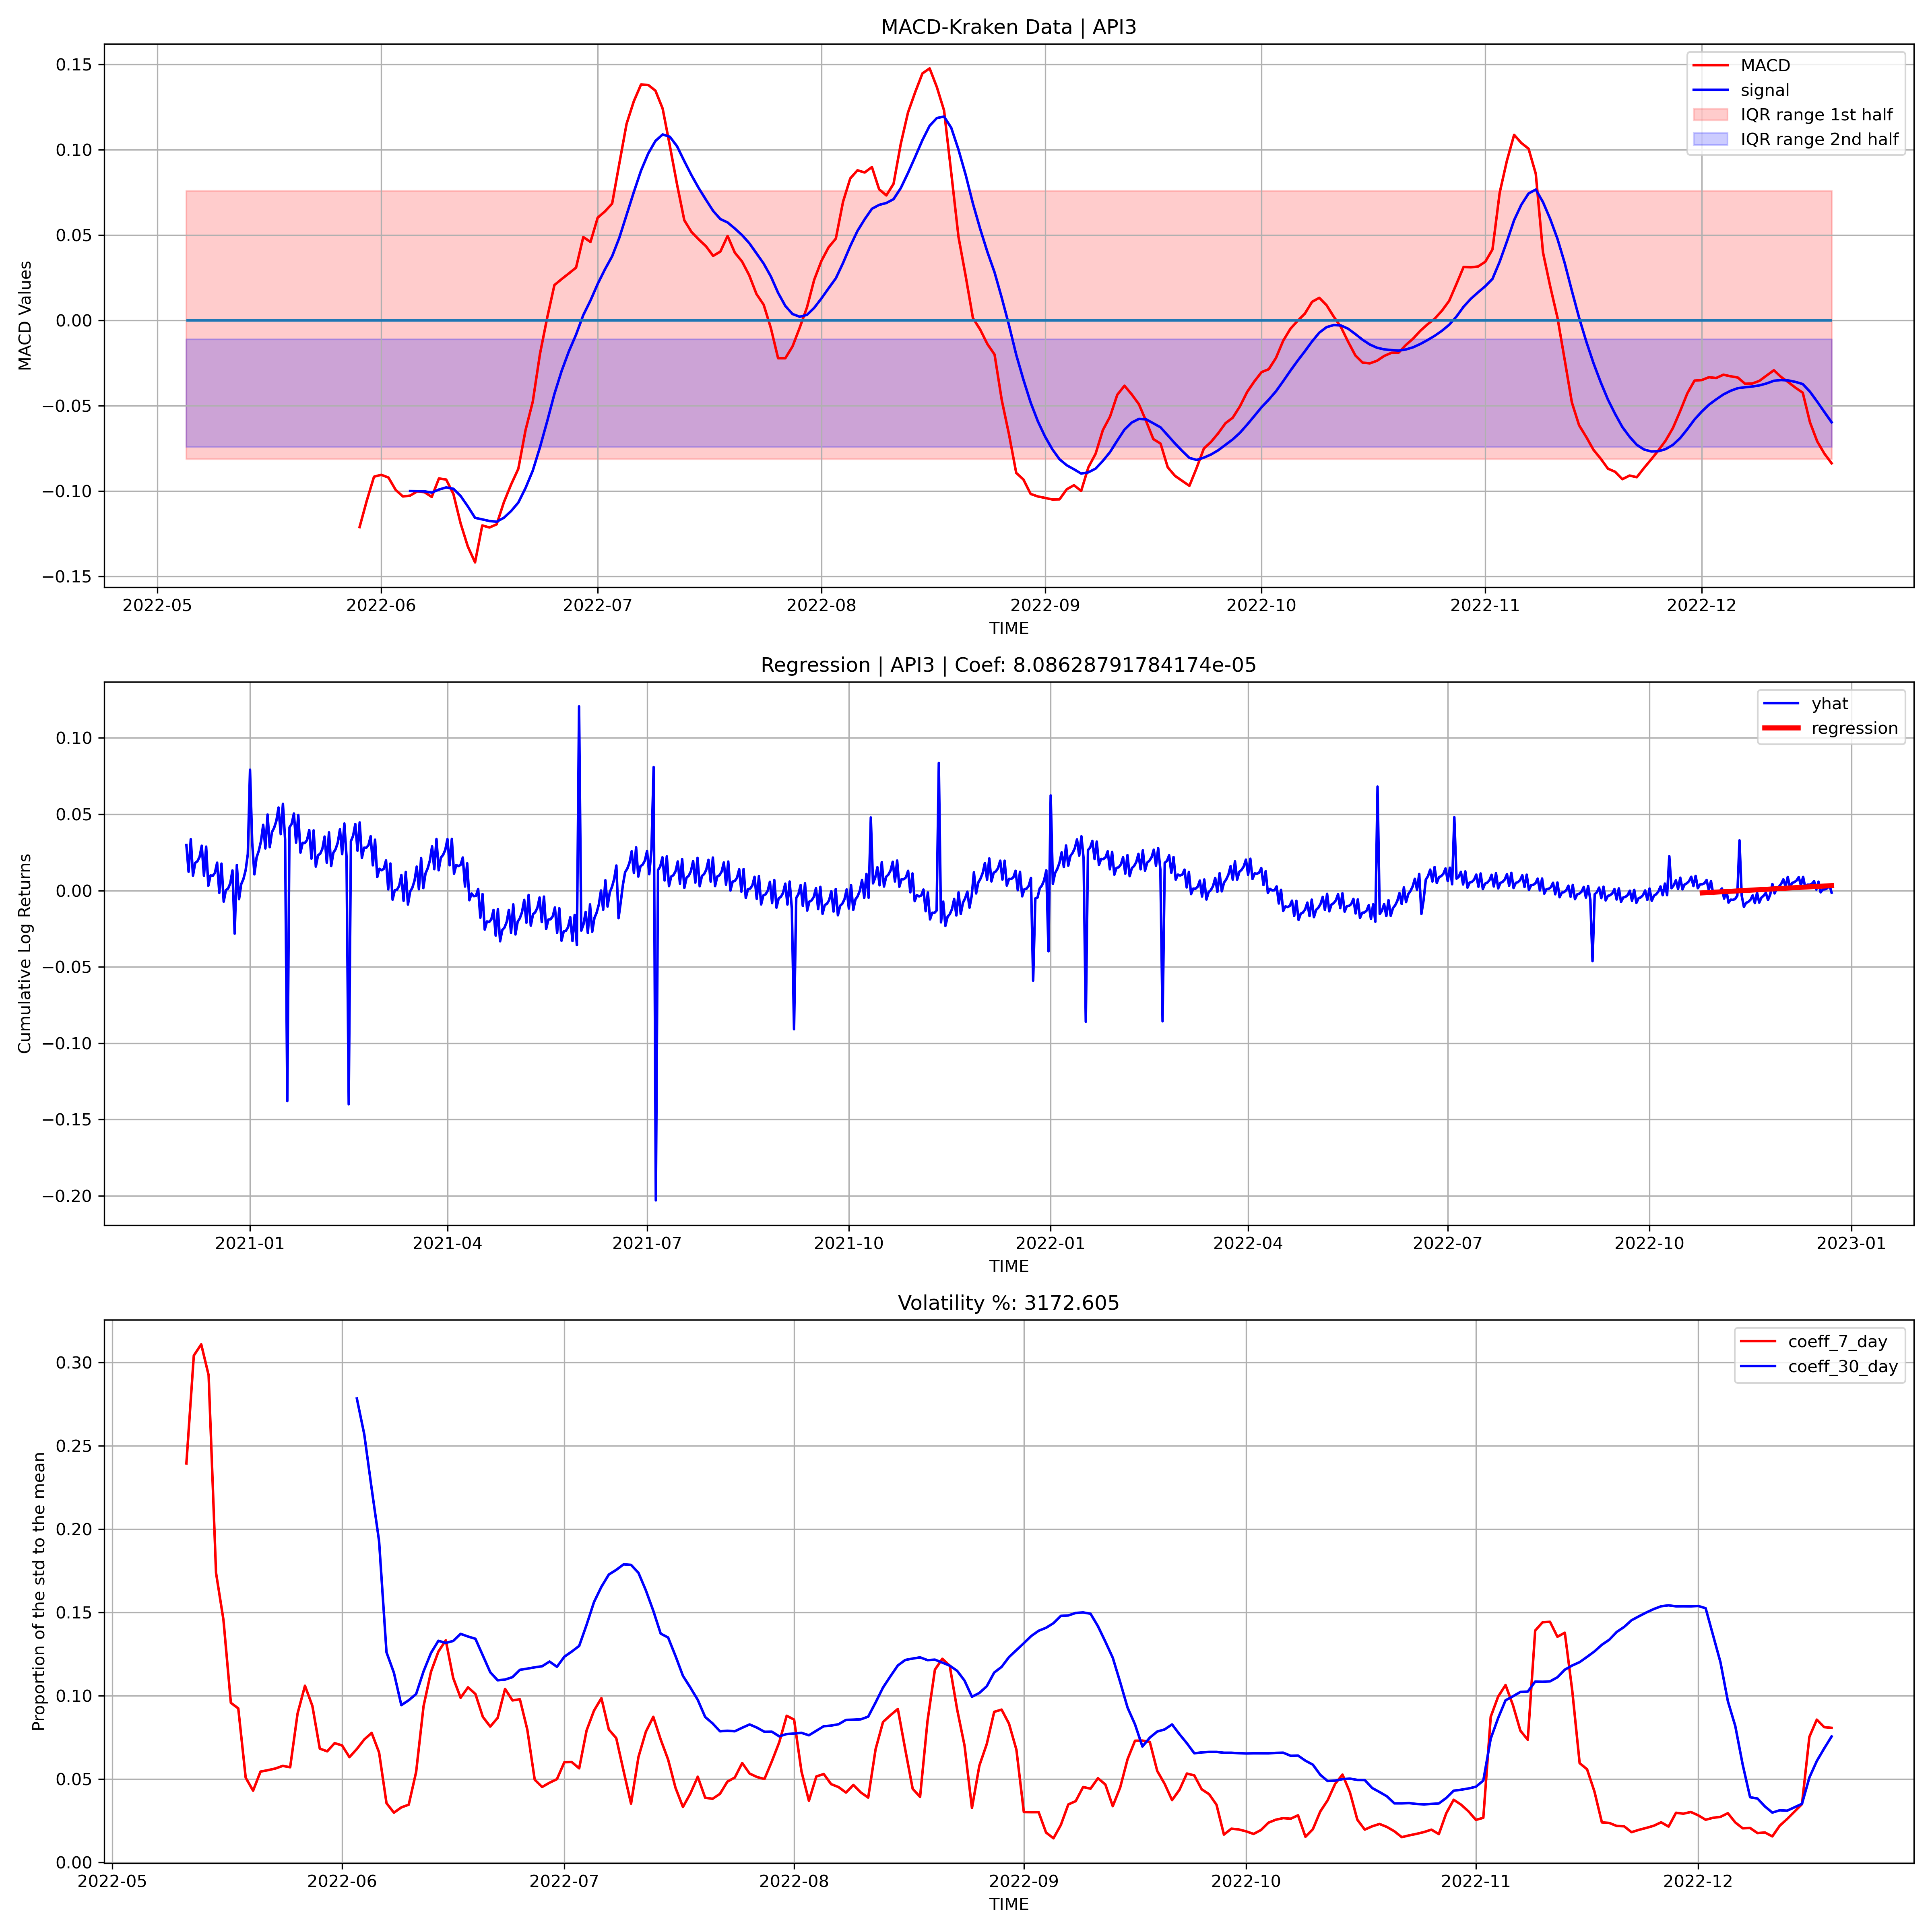 MACD-Kraken Data | API3
MACD
signal
IQR range 1st half
IQR range 2nd half
MACD Values
0.15
0.10
0.05
0.00
−0.05
−0.10
−0.15
2022-05 2022-06 2022-07 2022-08 2022-09 2022-10 2022-11 2022-12
TIME
Regression | API3 | Coef: 8.08628791784174e-05
yhat
regression
Cumulative Log Returns
0.10
0.05
0.00
−0.05
−0.10
−0.15
−0.20
2021-01 2021-04 2021-07 2021-10 2022-01 2022-04 2022-07 2022-10 2023-01
TIME
Volatility %: 3172.605
coeff_7_day
coeff_30_day
Proportion of the std to the mean
0.30
0.25
0.20
0.15
0.10
0.05
0.00
2022-05 2022-06 2022-07 2022-08 2022-09 2022-10 2022-11 2022-12
TIME